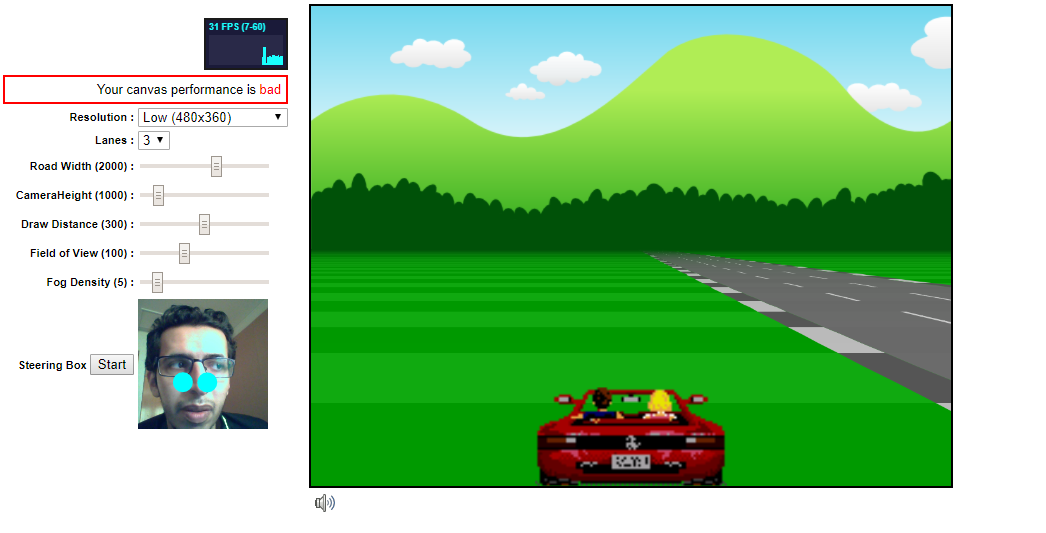 31 FPS (7-60)
Your canvas performance is bad
Resolution : Low (480x360)
Lanes : 3
Road Width (2000) :
CameraHeight (1000) :
Draw Distance (300) :
Field of View (100) :
Fog Density (5) :
Steering Box Start